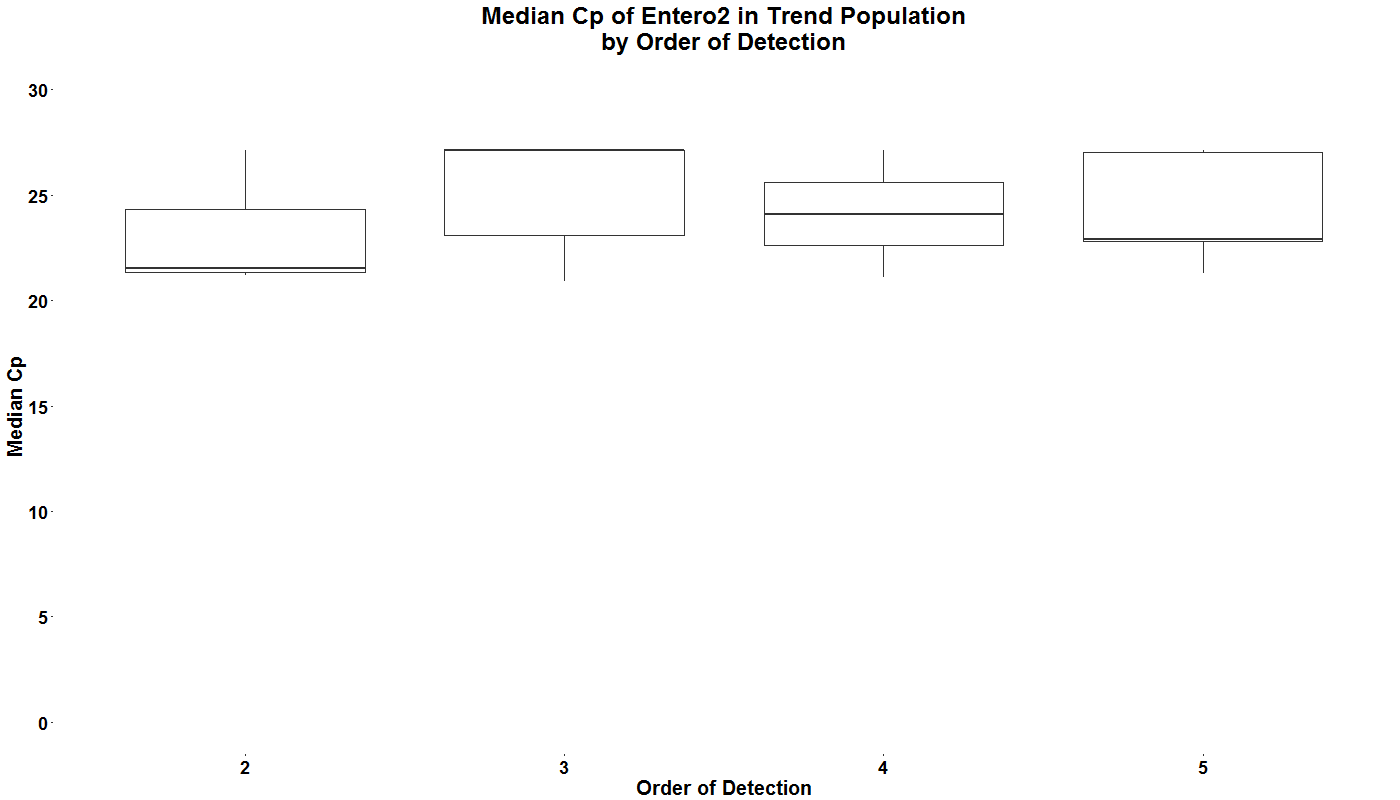 Median Cp of Entero2 in Trend Population
by Order of Detection
30
25
20
15
10
5
0
Median Cp
2 3 4 5
Order of Detection